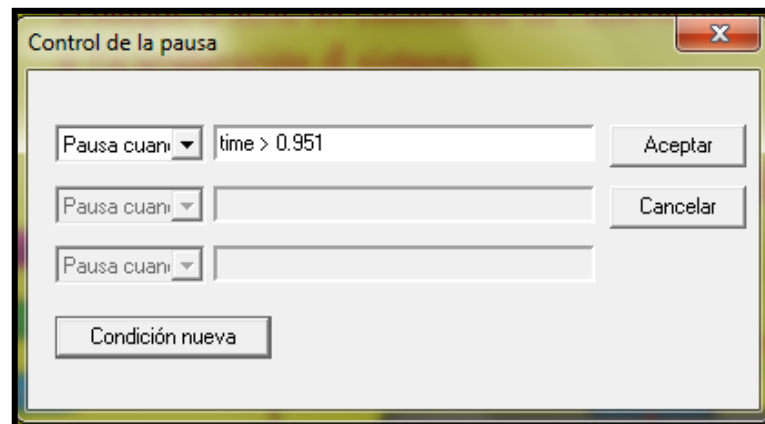 Control de la pausa
Pausa cuan time > 0.951 Aceptar
Pausa cuan Cancelar
Pausa cuan
Condición nueva